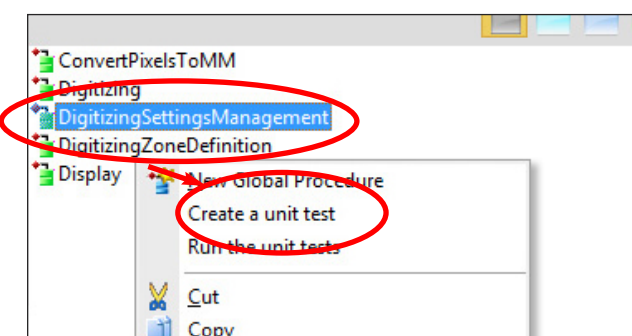 ConvertPixelsToMM
Digitizing
DigitizingSettingsManagement
DigitizingZoneDefinition
Display
New Global Procedure
Create a unit test
Run the unit tests
Cut
Copy